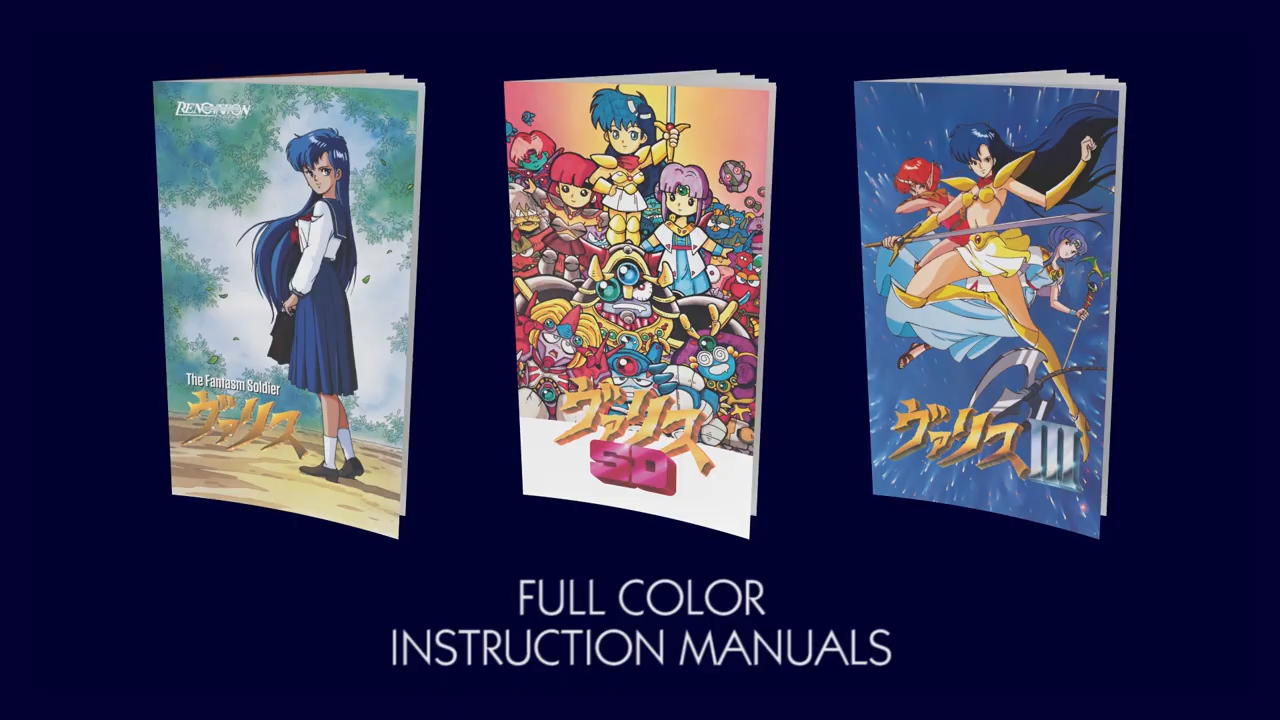 RENOVATION
The Fantasm Soldier
ヴァリス
ヴァリス
SD
ヴァリス III
FULL COLOR
INSTRUCTION MANUALS